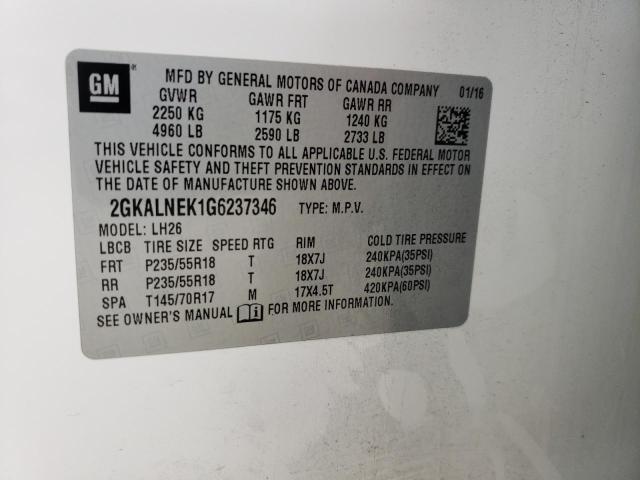 GM
MFD BY GENERAL MOTORS OF CANADA COMPANY 01/16
GVWR GAWR FRT GAWR RR
2250 KG 1175 KG 1240 KG
4960 LB 2590 LB 2733 LB
THIS VEHICLE CONFORMS TO ALL APPLICABLE U.S. FEDERAL MOTOR
VEHICLE SAFETY AND THEFT PREVENTION STANDARDS IN EFFECT ON
THE DATE OF MANUFACTURE SHOWN ABOVE.
2GKALNEK1G6237346 TYPE: M.P.V.
MODEL: LH26
LBCB TIRE SIZE SPEED RTG RIM COLD TIRE PRESSURE
FRT P235/55R18 T 18X7J 240KPA(35PSI)
RR P235/55R18 T 18X7J 240KPA(35PSI)
SPA T145/70R17 M 17X4.5T 420KPA(60PSI)
SEE OWNER'S MANUAL FOR MORE INFORMATION.